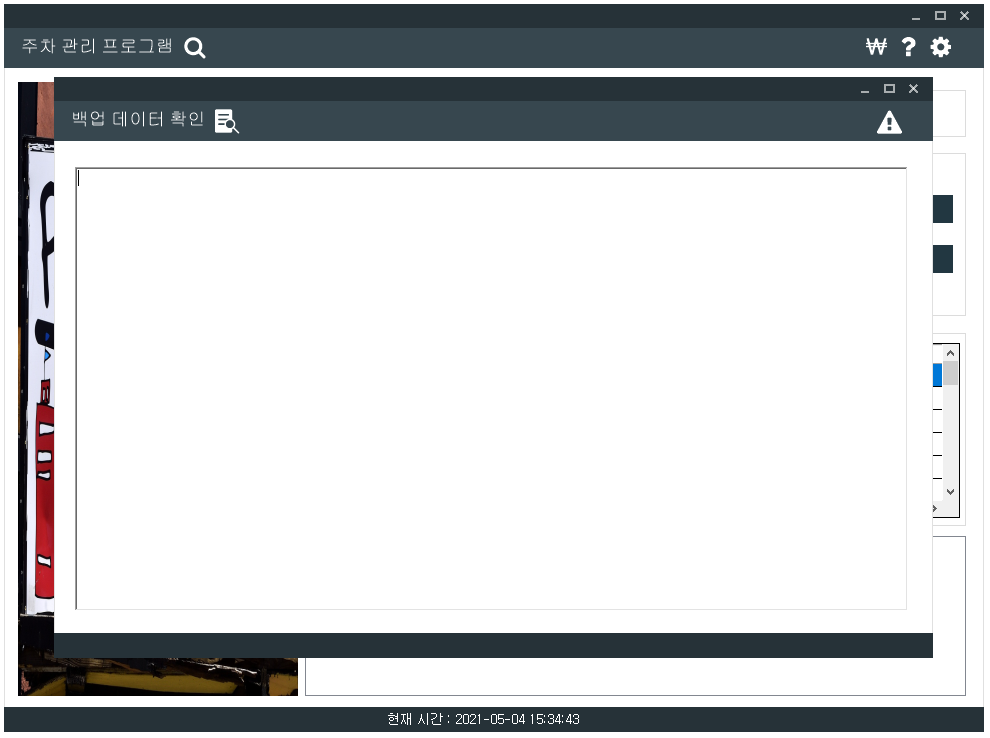 주차 관리 프로그램
₩ ?
백업 데이터 확인
현재 시간 : 2021-05-04 15:34:43